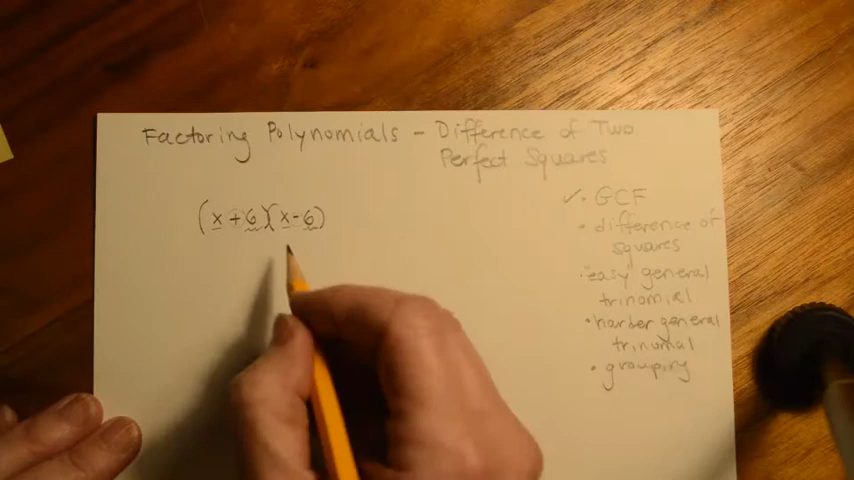 Factoring Polynomials - Difference of Two
Perfect Squares
(x+6)(x-6)
✓ • GCF
• difference of
squares
• "easy" general
trinomial
• harder general
trinomial
• grouping